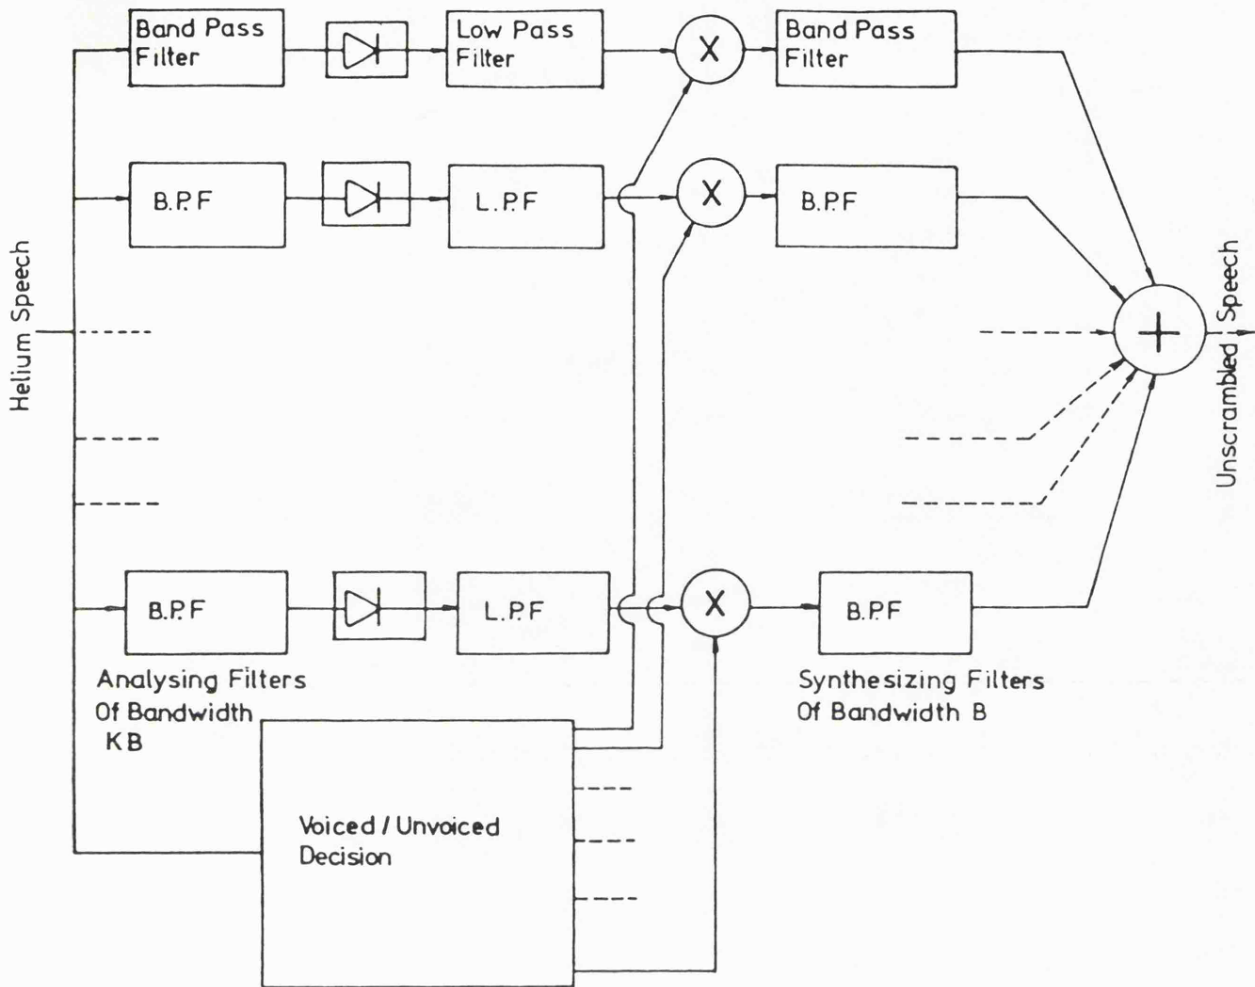 Band Pass
Filter
Low Pass
Filter
X
Band Pass
Filter
B.P.F
L.P.F
X
B.P.F
Helium Speech
+
Unscrambled Speech
B.P.F
L.P.F
X
B.P.F
Analysing Filters
Of Bandwidth
KB
Synthesizing Filters
Of Bandwidth B
Voiced / Unvoiced
Decision